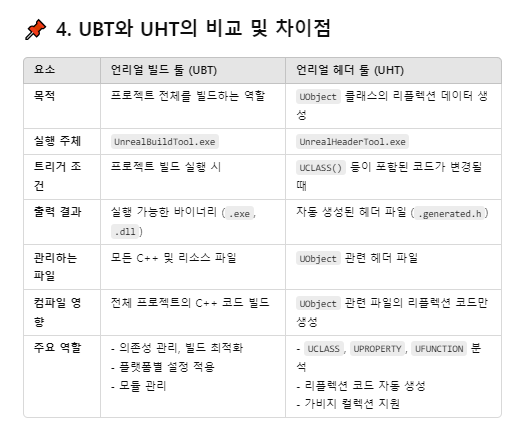 📌 4. UBT와 UHT의 비교 및 차이점
요소 언리얼 빌드 툴 (UBT) 언리얼 헤더 툴 (UHT)
목적 프로젝트 전체를 빌드하는 역할 UObject 클래스의 리플렉션 데이터 생
성
실행 주체 UnrealBuildTool.exe UnrealHeaderTool.exe
트리거 조 프로젝트 빌드 실행 시 UCLASS() 등이 포함된 코드가 변경될
건 때
출력 결과 실행 가능한 바이너리 (.exe, 자동 생성된 헤더 파일 (.generated.h)
.dll)
관리하는 모든 C++ 및 리소스 파일 UObject 관련 헤더 파일
파일
컴파일 영 전체 프로젝트의 C++ 코드 빌드 UObject 관련 파일의 리플렉션 코드만
향 생성
주요 역할 - 의존성 관리, 빌드 최적화 - UCLASS, UPROPERTY, UFUNCTION 분
- 플랫폼별 설정 적용 석
- 모듈 관리 - 리플렉션 코드 자동 생성
- 가비지 컬렉션 지원